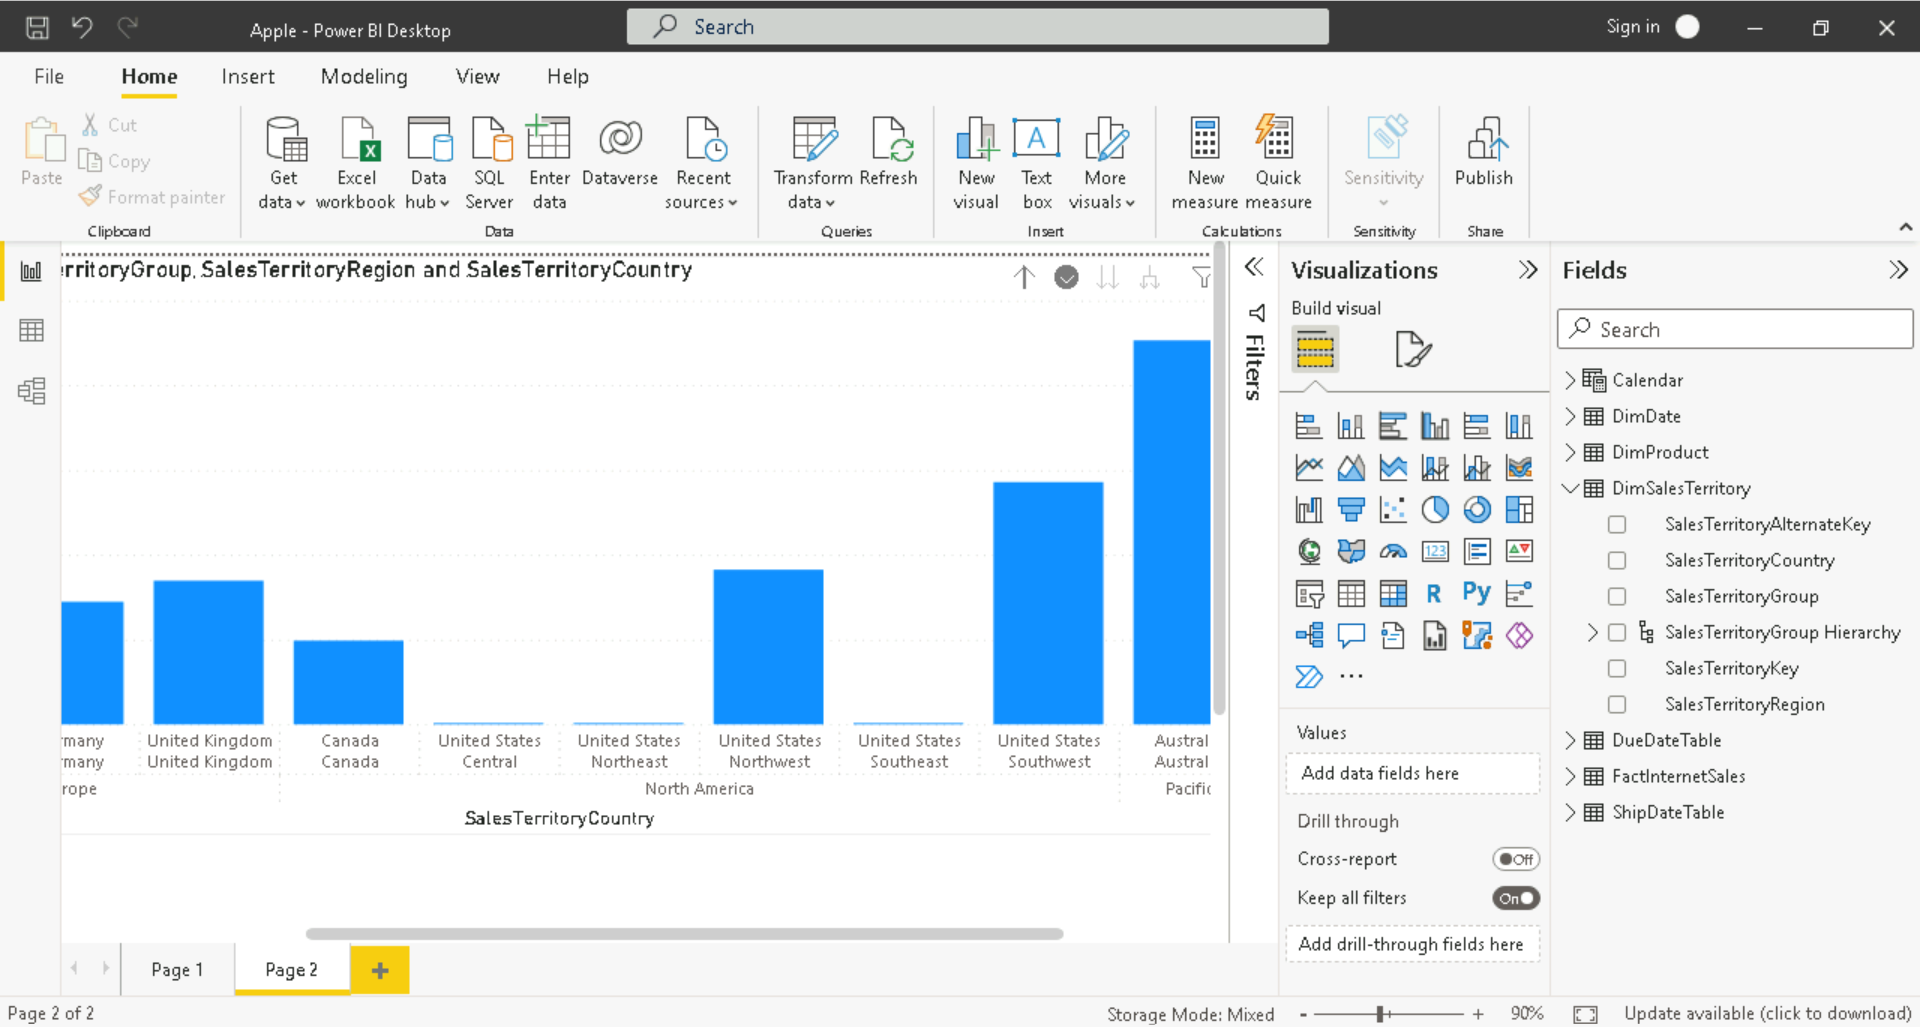 Apple - Power BI Desktop
Search
Sign in
File
Home
Insert
Modeling
View
Help
Paste
Cut
Copy
Format painter
Clipboard
Get data
Excel workbook
Data hub
SQL Server
Enter data
Dataverse
Recent sources
Data
Transform data
Refresh
Queries
New visual
Text box
More visuals
Insert
New measure
Quick measure
Calculations
Sensitivity
Sensitivity
Publish
Share
erritoryGroup, SalesTerritoryRegion and SalesTerritoryCountry
rmany
rmany
United Kingdom
United Kingdom
rope
Canada
Canada
United States
Central
United States
Northeast
United States
Northwest
United States
Southeast
United States
Southwest
North America
Austral
Austral
Pacific
SalesTerritoryCountry
Filters
Visualizations
Build visual
123
R
Py
Values
Add data fields here
Drill through
Cross-report
Off
Keep all filters
On
Add drill-through fields here
Fields
Search
Calendar
DimDate
DimProduct
DimSalesTerritory
SalesTerritoryAlternateKey
SalesTerritoryCountry
SalesTerritoryGroup
SalesTerritoryGroup Hierarchy
SalesTerritoryKey
SalesTerritoryRegion
DueDateTable
FactInternetSales
ShipDateTable
Page 1
Page 2
+
Page 2 of 2
Storage Mode: Mixed
- + 90%
Update available (click to download)